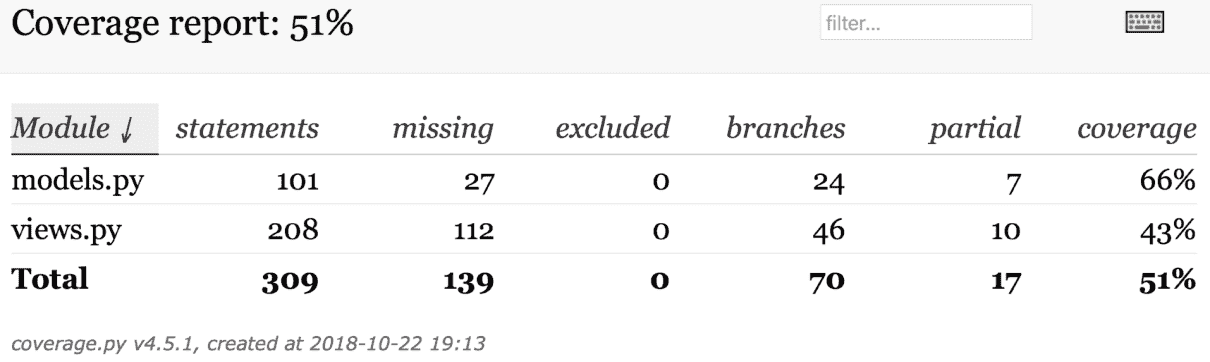 Coverage report: 51% filter...
Module ↓ statements missing excluded branches partial coverage
models.py 101 27 0 24 7 66%
views.py 208 112 0 46 10 43%
Total 309 139 0 70 17 51%
coverage.py v4.5.1, created at 2018-10-22 19:13